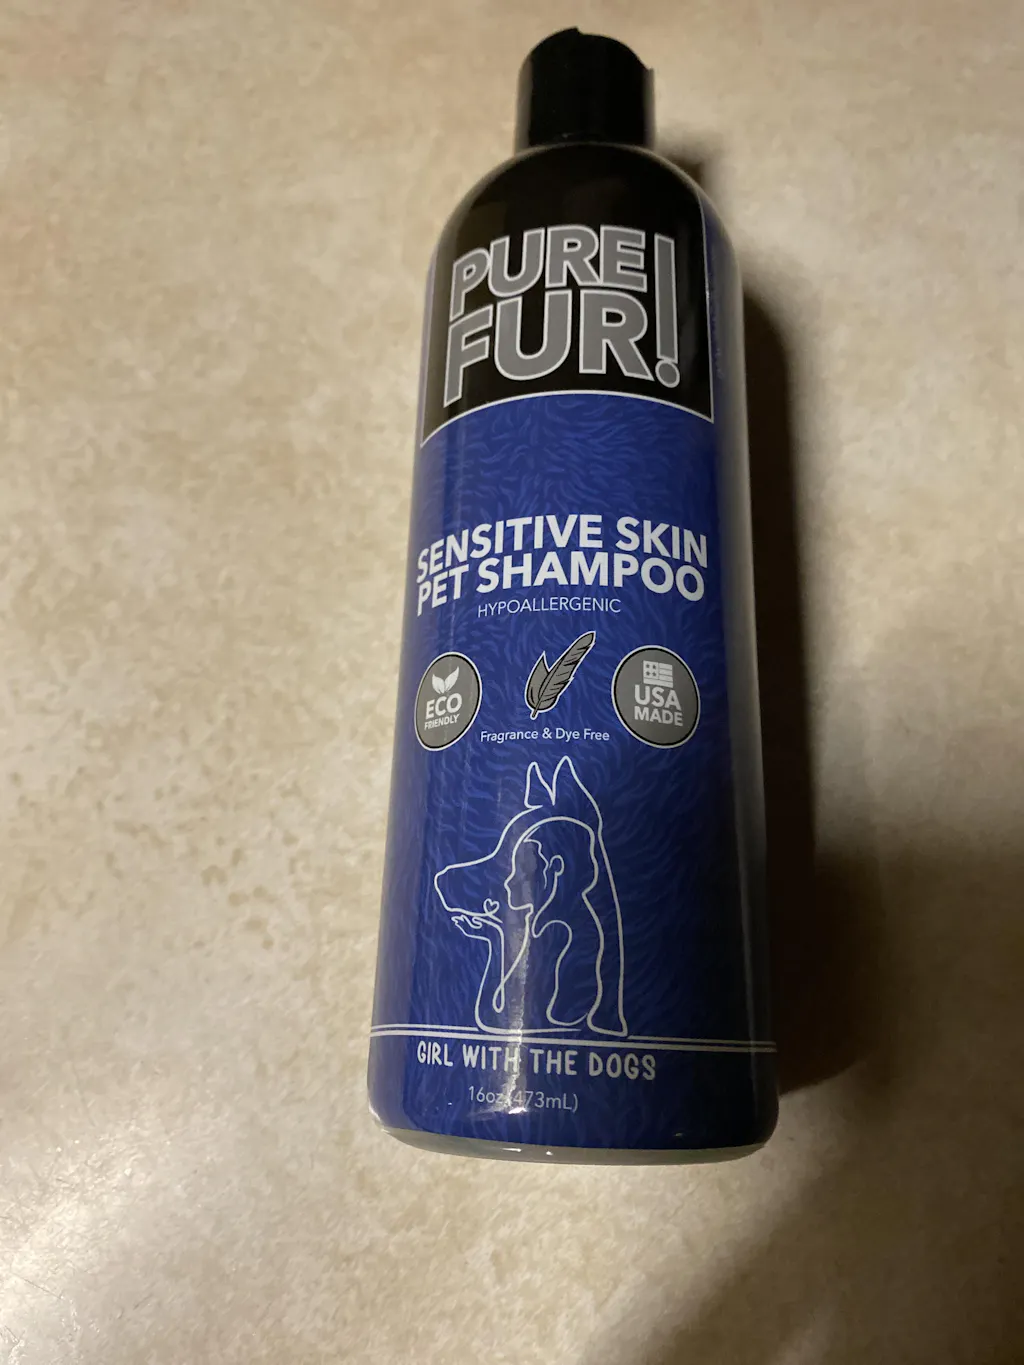 PURE
FUR!
SENSITIVE SKIN
PET SHAMPOO
HYPOALLERGENIC
ECO
FRIENDLY
Fragrance & Dye Free
USA
MADE
GIRL WITH THE DOGS
16oz (473mL)